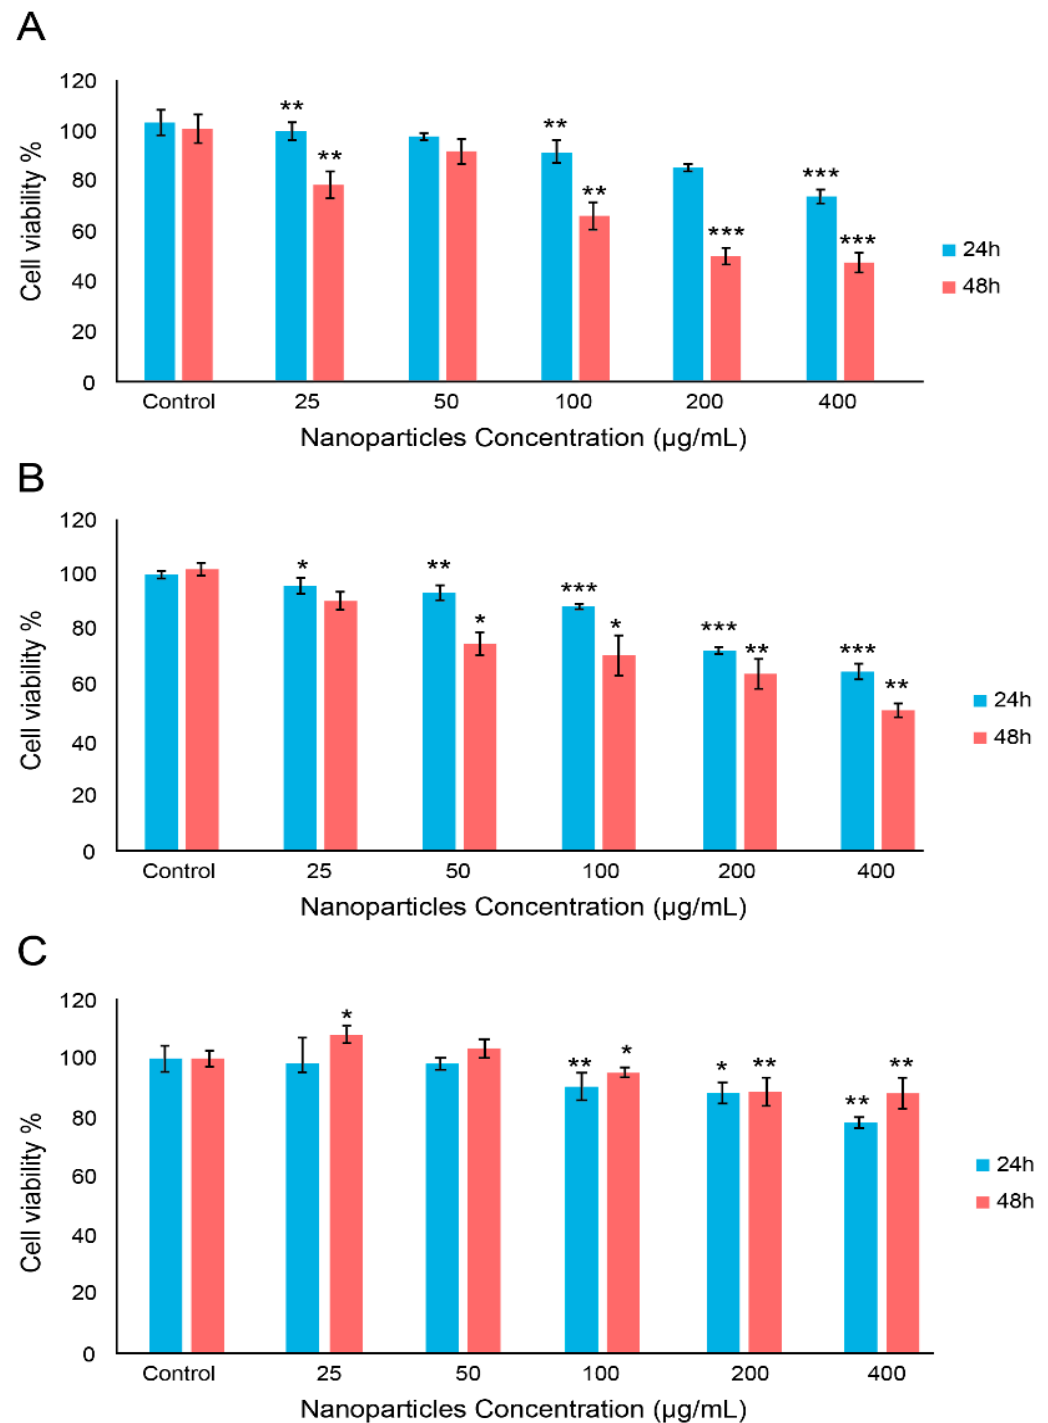 A
120
100
80
60
40
20
0
Cell viability %
** ** ** ** *** *** ***
Control 25 50 100 200 400
Nanoparticles Concentration (µg/mL)
24h
48h
B
120
100
80
60
40
20
0
Cell viability %
* ** * *** * *** ** *** **
Control 25 50 100 200 400
Nanoparticles Concentration (µg/mL)
24h
48h
C
120
100
80
60
40
20
0
Cell viability %
* ** * * ** ** **
Control 25 50 100 200 400
Nanoparticles Concentration (µg/mL)
24h
48h